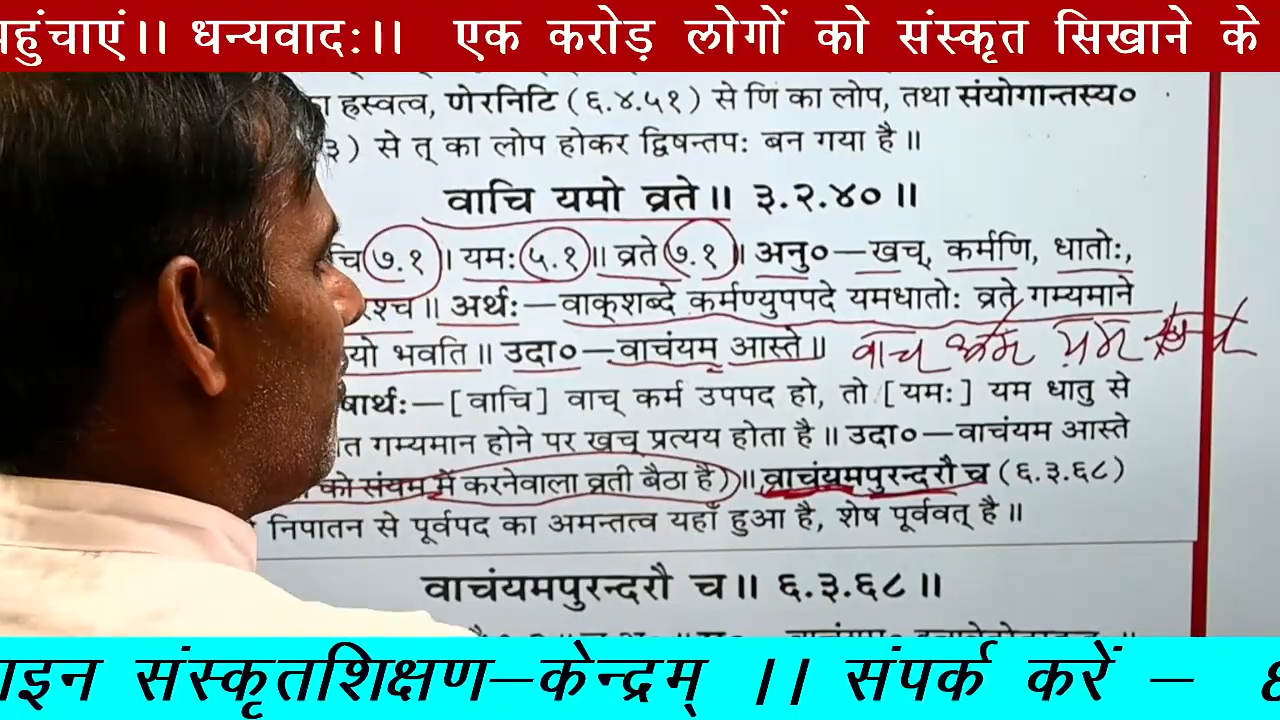 हुंचाएं।। धन्यवादः।। एक करोड़ लोगों को संस्कृत सिखाने के
ह्रस्वत्व, णेरनिटि (६.४.५१) से णि का लोप, तथा संयोगान्तस्य०
३) से त् का लोप होकर द्विषन्तपः बन गया है॥
वाचि यमो व्रते॥ ३.२.४०॥
चि ७.१॥ यमः ५.१॥ व्रते ७.१॥ अनु०—खच्, कर्मणि, धातोः,
रश्च॥ अर्थः—वाक्शब्दे कर्मण्युपपदे यमधातोः व्रते गम्यमाने
यो भवति॥ उदा०—वाचंयम् आस्ते॥ वाच कर्म यम
षार्थः—[वाचि] वाच् कर्म उपपद हो, तो [यमः] यम धातु से
त गम्यमान होने पर खच् प्रत्यय होता है॥ उदा०—वाचंयम आस्ते
को संयम में करनेवाला व्रती बैठा है)॥ वाचंयमपुरन्दरौ च (६.३.६८)
निपातन से पूर्वपद का अमन्तत्व यहाँ हुआ है, शेष पूर्ववत् है॥
वाचंयमपुरन्दरौ च॥ ६.३.६८॥
इन संस्कृतशिक्षण–केन्द्रम् ।। संपर्क करें –